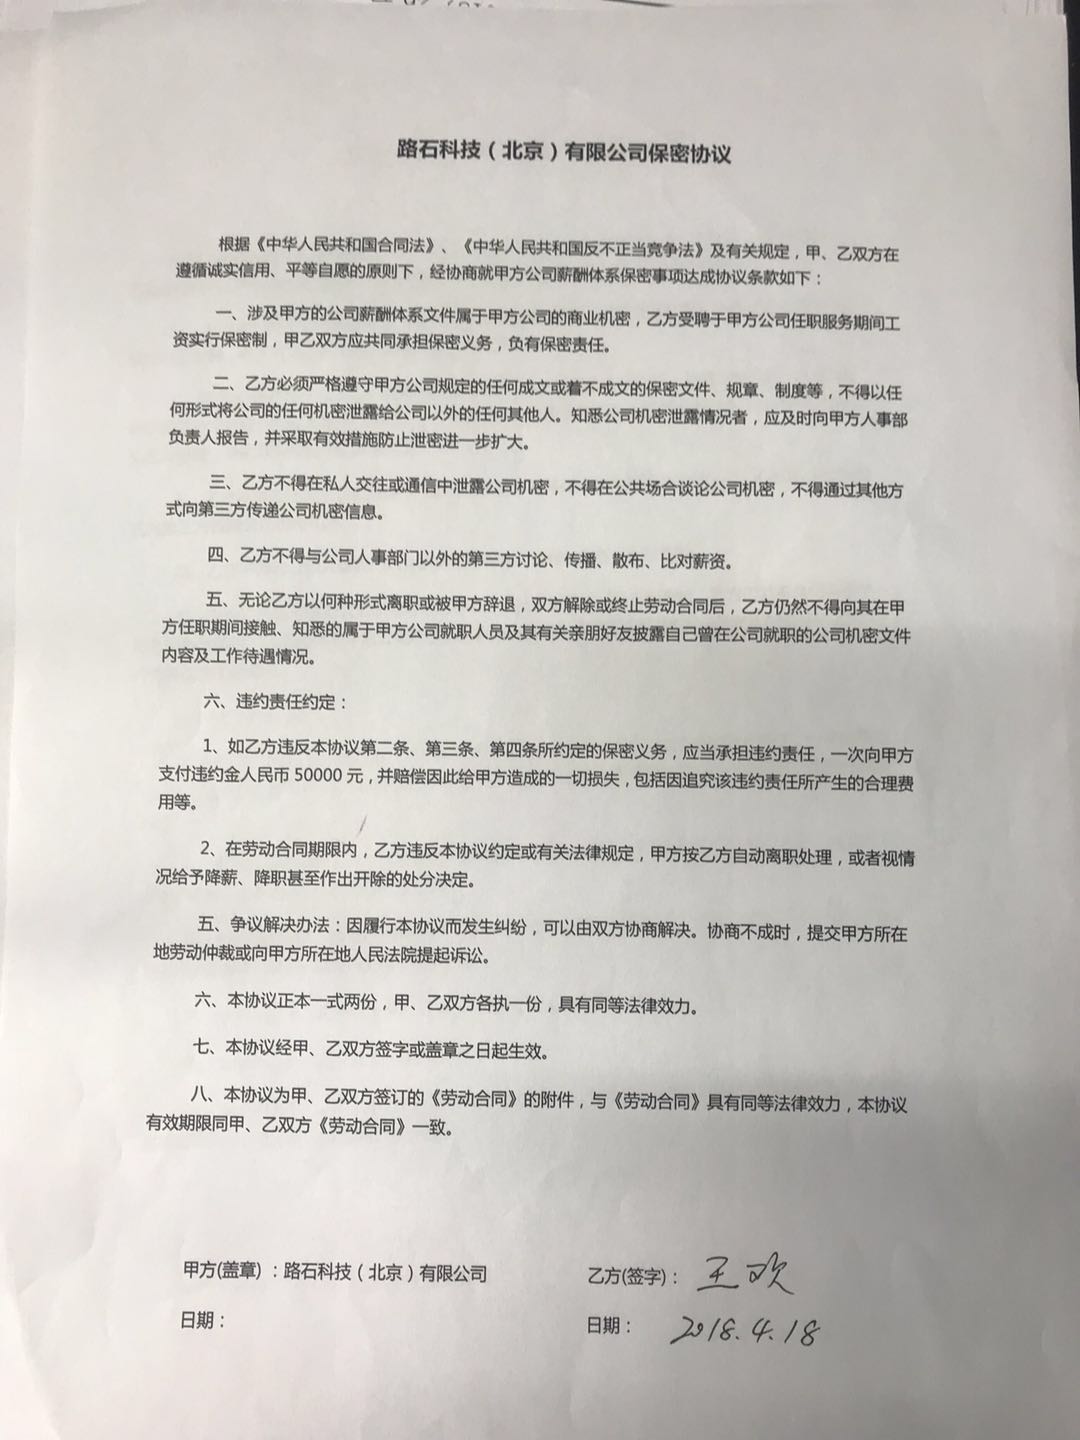 路石科技（北京）有限公司保密协议
根据《中华人民共和国合同法》、《中华人民共和国反不正当竞争法》及有关规定，甲、乙双方在
遵循诚实信用、平等自愿的原则下，经协商就甲方公司薪酬体系保密事项达成协议条款如下：
一、涉及甲方的公司薪酬体系文件属于甲方公司的商业机密，乙方受聘于甲方公司任职服务期间工
资实行保密制，甲乙双方应共同承担保密义务，负有保密责任。
二、乙方必须严格遵守甲方公司规定的任何成文或着不成文的保密文件、规章、制度等，不得以任
何形式将公司的任何机密泄露给公司以外的任何其他人。知悉公司机密泄露情况者，应及时向甲方人事部
负责人报告，并采取有效措施防止泄密进一步扩大。
三、乙方不得在私人交往或通信中泄露公司机密，不得在公共场合谈论公司机密，不得通过其他方
式向第三方传递公司机密信息。
四、乙方不得与公司人事部门以外的第三方讨论、传播、散布、比对薪资。
五、无论乙方以何种形式离职或被甲方辞退，双方解除或终止劳动合同后，乙方仍然不得向其在甲
方任职期间接触、知悉的属于甲方公司就职人员及其有关亲朋好友披露自己曾在公司就职的公司机密文件
内容及工作待遇情况。
六、违约责任约定：
1、如乙方违反本协议第二条、第三条、第四条所约定的保密义务，应当承担违约责任，一次向甲方
支付违约金人民币 50000 元，并赔偿因此给甲方造成的一切损失，包括因追究该违约责任所产生的合理费
用等。
2、在劳动合同期限内，乙方违反本协议约定或有关法律规定，甲方按乙方自动离职处理，或者视情
况给予降薪、降职甚至作出开除的处分决定。
五、争议解决办法：因履行本协议而发生纠纷，可以由双方协商解决。协商不成时，提交甲方所在
地劳动仲裁或向甲方所在地人民法院提起诉讼。
六、本协议正本一式两份，甲、乙双方各执一份，具有同等法律效力。
七、本协议经甲、乙双方签字或盖章之日起生效。
八、本协议为甲、乙双方签订的《劳动合同》的附件，与《劳动合同》具有同等法律效力，本协议
有效期限同甲、乙双方《劳动合同》一致。
甲方(盖章) ：路石科技（北京）有限公司
乙方(签字)： 王欢
日期：
日期： 2018.4.18